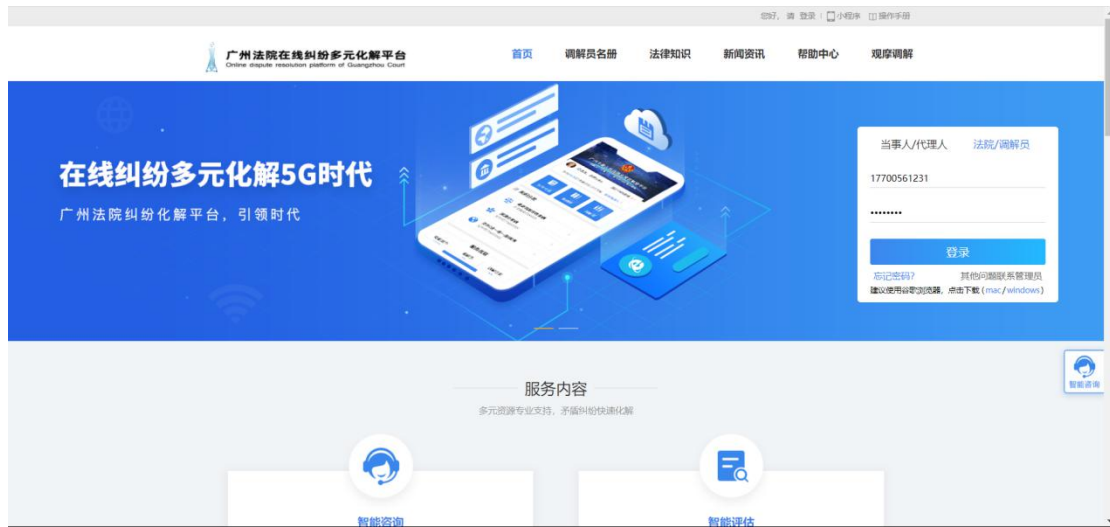 您好, 请 登录 小程序 操作手册
广州法院在线纠纷多元化解平台
Online dispute resolution platform of Guangzhou Court
首页 调解员名册 法律知识 新闻资讯 帮助中心 观摩调解
在线纠纷多元化解5G时代
广州法院纠纷化解平台, 引领时代
当事人/代理人 法院/调解员
17700561231
••••••••
登录
忘记密码? 其他问题联系管理员
建议使用谷歌浏览器, 点击下载 (mac/windows)
智能咨询
服务内容
多元资源专业支持, 矛盾纠纷快速化解
智能咨询 智能评估